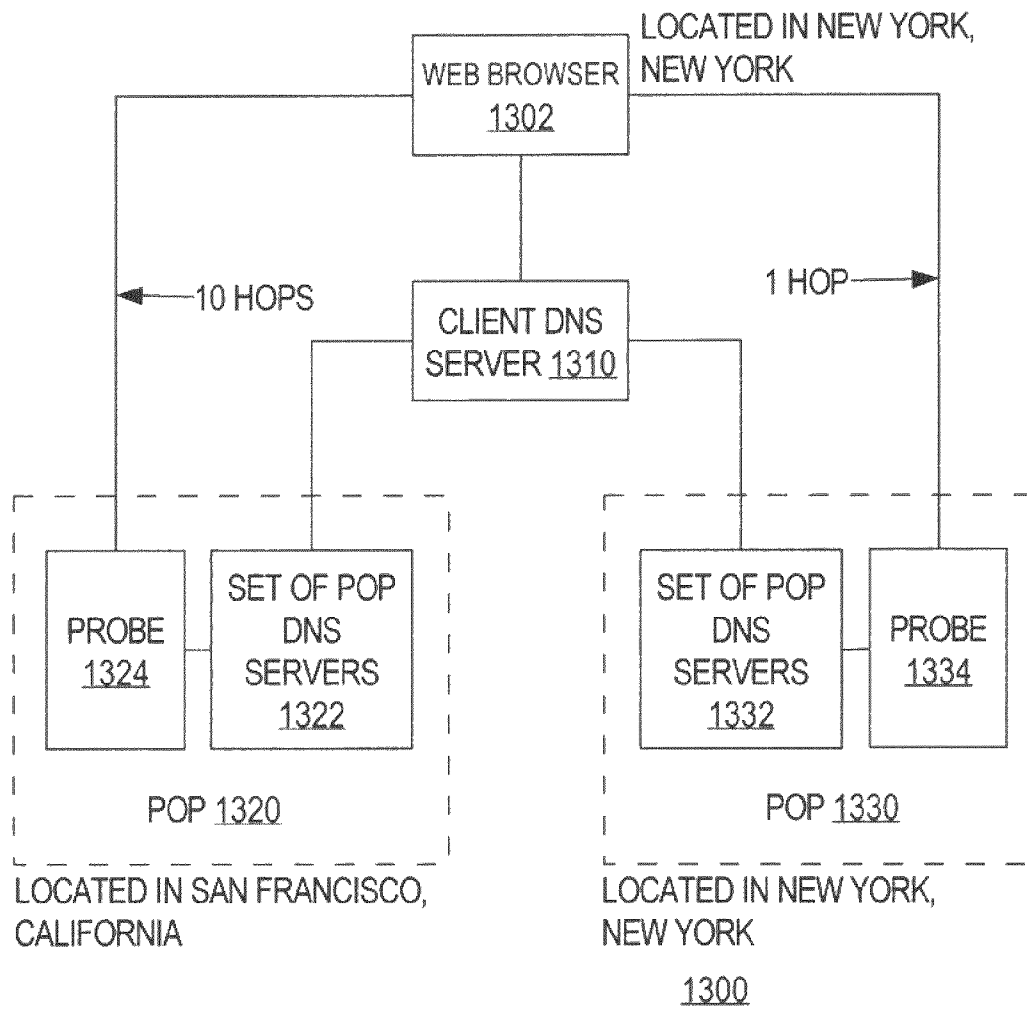 LOCATED IN NEW YORK,
NEW YORK
WEB BROWSER
1302
10 HOPS
1 HOP
CLIENT DNS
SERVER 1310
PROBE
1324
SET OF POP
DNS
SERVERS
1322
SET OF POP
DNS
SERVERS
1332
PROBE
1334
POP 1320
POP 1330
LOCATED IN SAN FRANCISCO,
CALIFORNIA
LOCATED IN NEW YORK,
NEW YORK
1300